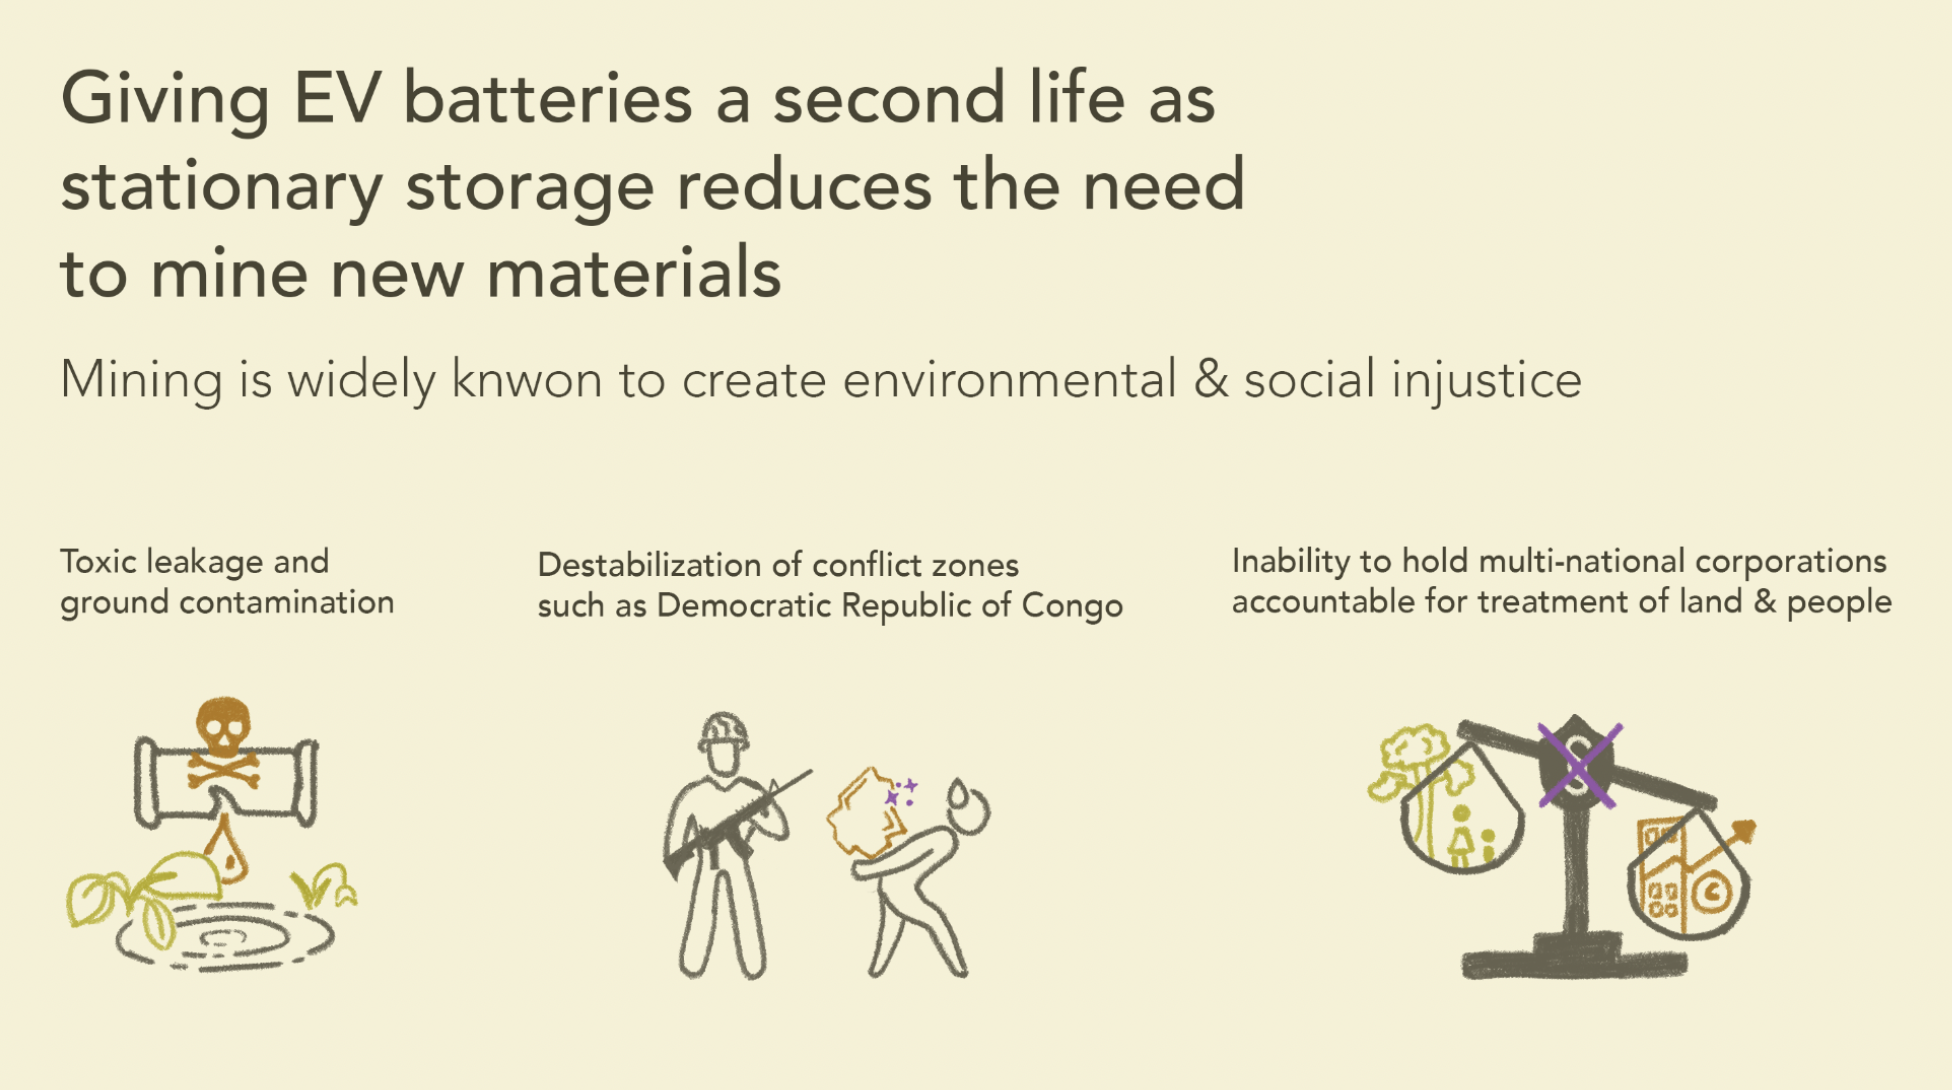 Giving EV batteries a second life as
stationary storage reduces the need
to mine new materials
Mining is widely knwon to create environmental & social injustice
Toxic leakage and
ground contamination
Destabilization of conflict zones
such as Democratic Republic of Congo
Inability to hold multi-national corporations
accountable for treatment of land & people